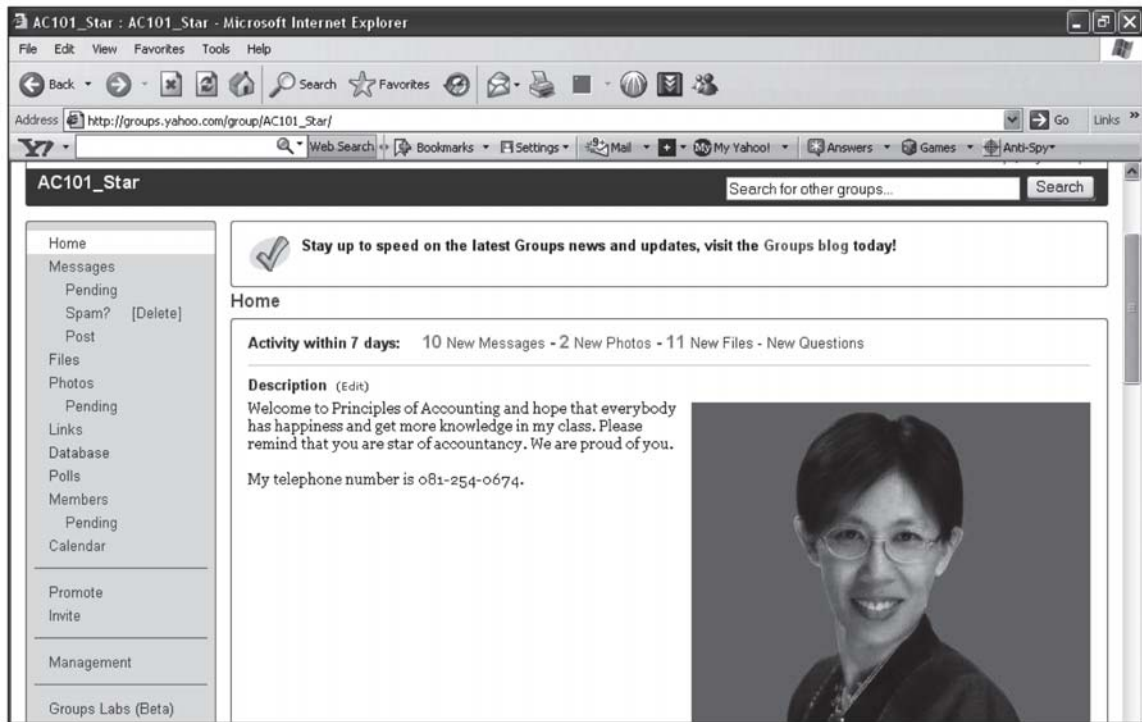 AC101_Star : AC101_Star - Microsoft Internet Explorer
File Edit View Favorites Tools Help
Back Search Favorites
Address http://groups.yahoo.com/group/AC101_Star/ Go Links »
Y7 Web Search Bookmarks Settings Mail My Yahoo! Answers Games Anti-Spy
AC101_Star Search for other groups... Search
Home
Messages
Pending
Spam? [Delete]
Post
Files
Photos
Pending
Links
Database
Polls
Members
Pending
Calendar
Promote
Invite
Management
Groups Labs (Beta)
Stay up to speed on the latest Groups news and updates, visit the Groups blog today!
Home
Activity within 7 days: 10 New Messages - 2 New Photos - 11 New Files - New Questions
Description (Edit)
Welcome to Principles of Accounting and hope that everybody
has happiness and get more knowledge in my class. Please
remind that you are star of accountancy. We are proud of you.
My telephone number is 081-254-0674.